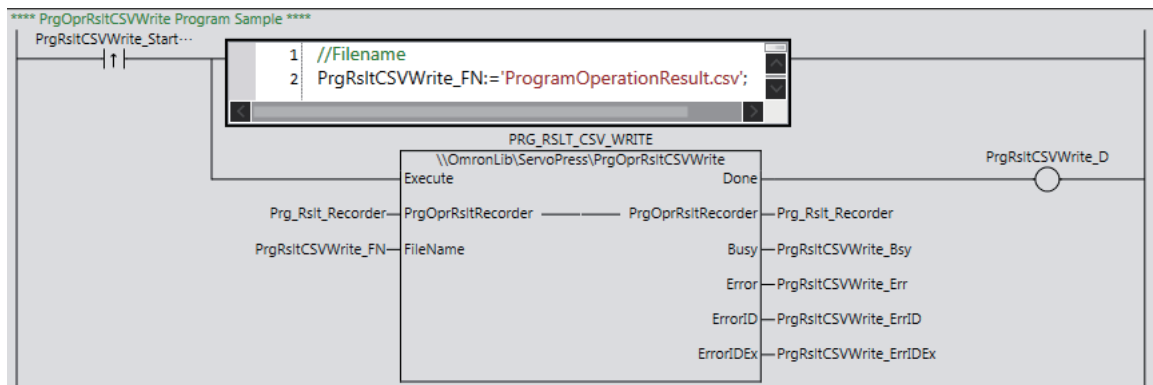 **** PrgOprRsltCSVWrite Program Sample ****
PrgRsltCSVWrite_Start...
1 //Filename
2 PrgRsltCSVWrite_FN:='ProgramOperationResult.csv';
PRG_RSLT_CSV_WRITE
\\OmronLib\ServoPress\PrgOprRsltCSVWrite
PrgRsltCSVWrite_D
Execute Done
Prg_Rslt_Recorder PrgOprRsltRecorder PrgOprRsltRecorder Prg_Rslt_Recorder
PrgRsltCSVWrite_FN FileName Busy PrgRsltCSVWrite_Bsy
Error PrgRsltCSVWrite_Err
ErrorID PrgRsltCSVWrite_ErrID
ErrorIDEx PrgRsltCSVWrite_ErrIDEx